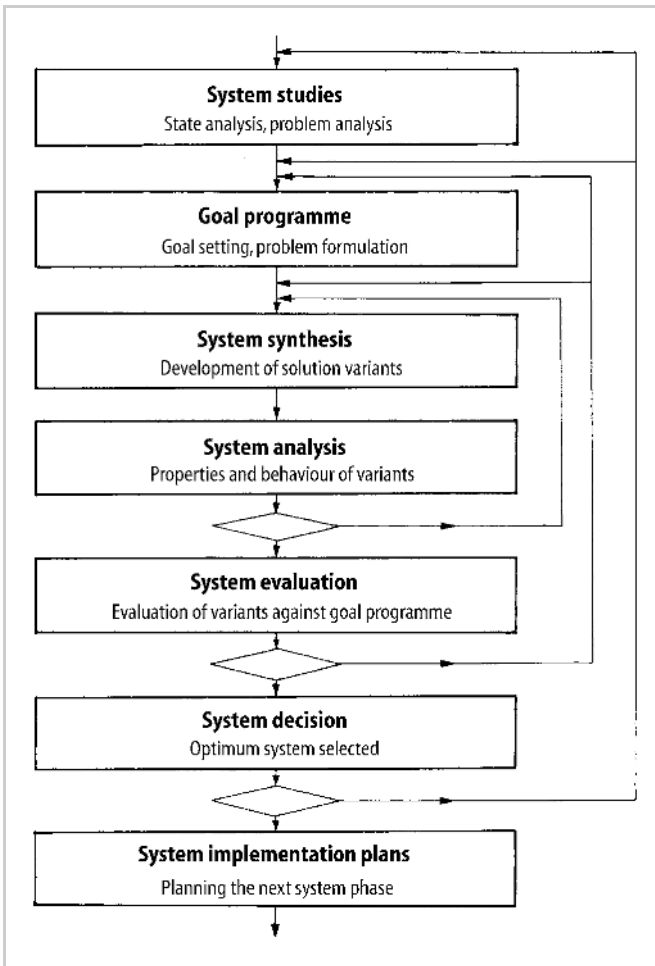 System studies
State analysis, problem analysis
Goal programme
Goal setting, problem formulation
System synthesis
Development of solution variants
System analysis
Properties and behaviour of variants
System evaluation
Evaluation of variants against goal programme
System decision
Optimum system selected
System implementation plans
Planning the next system phase